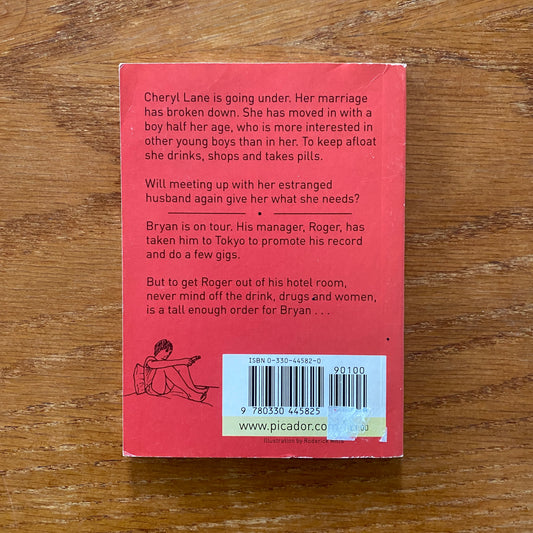 Cheryl Lane is going under. Her marriage
has broken down. She has moved in with a
boy half her age, who is more interested in
other young boys than in her. To keep afloat
she drinks, shops and takes pills.
Will meeting up with her estranged
husband again give her what she needs?
Bryan is on tour. His manager, Roger, has
taken him to Tokyo to promote his record
and do a few gigs.
But to get Roger out of his hotel room,
never mind off the drink, drugs and women,
is a tall enough order for Bryan . . .
ISBN 0-330-44582-0
90100
9 780330 445825
www.picador.co
1.00
Illustration by Roderick